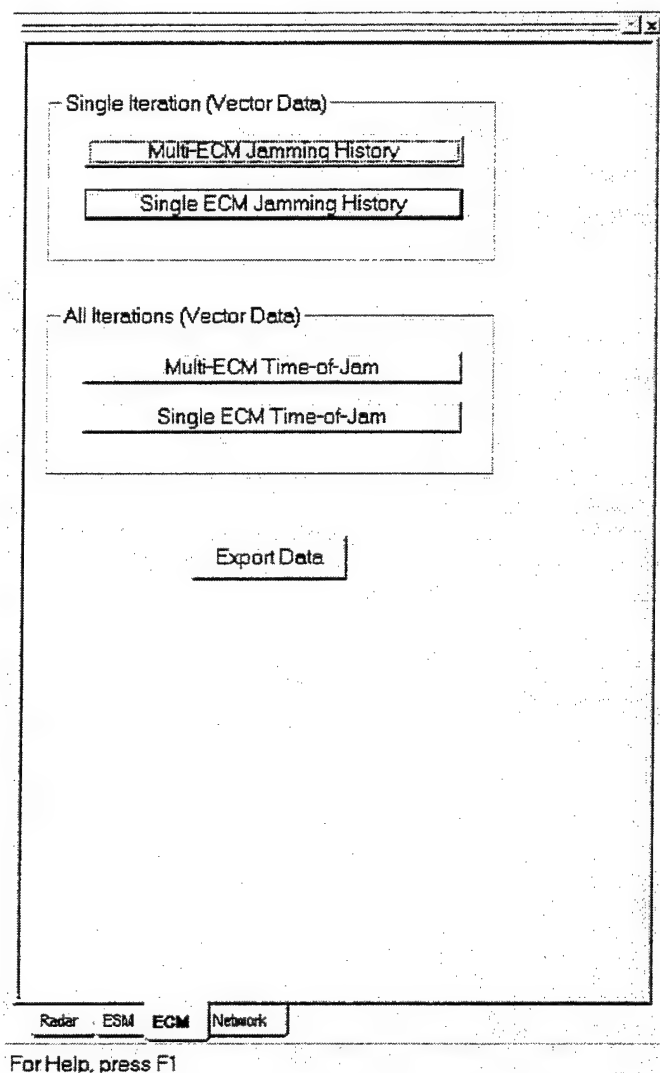 Single Iteration (Vector Data)
Multi-ECM Jamming History
Single ECM Jamming History
All Iterations (Vector Data)
Multi-ECM Time-of-Jam
Single ECM Time-of-Jam
Export Data
Radar ESM ECM Network
For Help, press F1